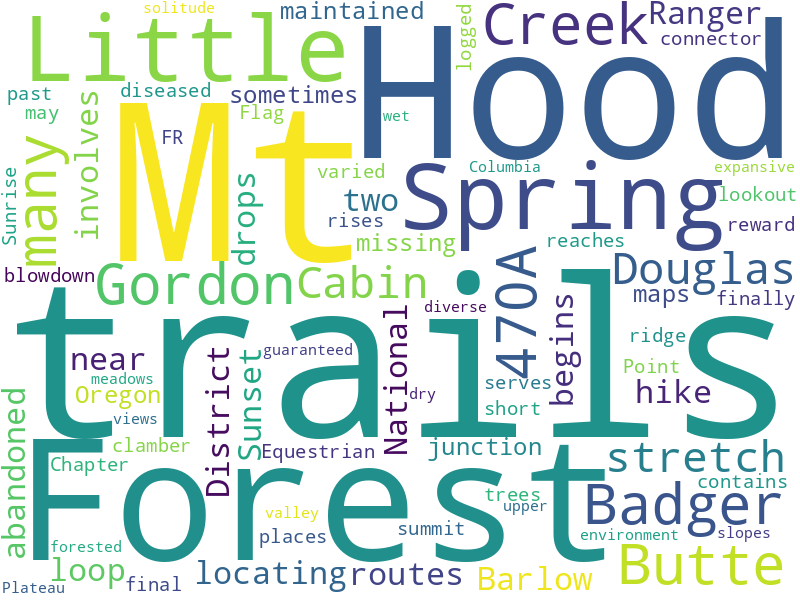 solitude
Little
maintained
Creek
Ranger
connector
logged
Hood
past
diseased
sometimes
may
Flag
wet
Mt
FR
many
involves
Sunrise
drops
varied
two
rises
missing
Spring
Columbia
expansive
lookout
reward
reaches
blowdown
Gordon
Cabin
470A
Douglas
maps
finally
trails
diverse
begins
National
near
District
Sunset
guaranteed
meadows
Oregon
views
dry
serves
short
ridge
Point
hike
abandoned
clamber
Chapter
Equestrian
junction
stretch
Forest
Badger
contains
trees
upper
valley
places
summit
environment
slopes
forested
loop
Plateau
final
locating
routes
Barlow
Butte